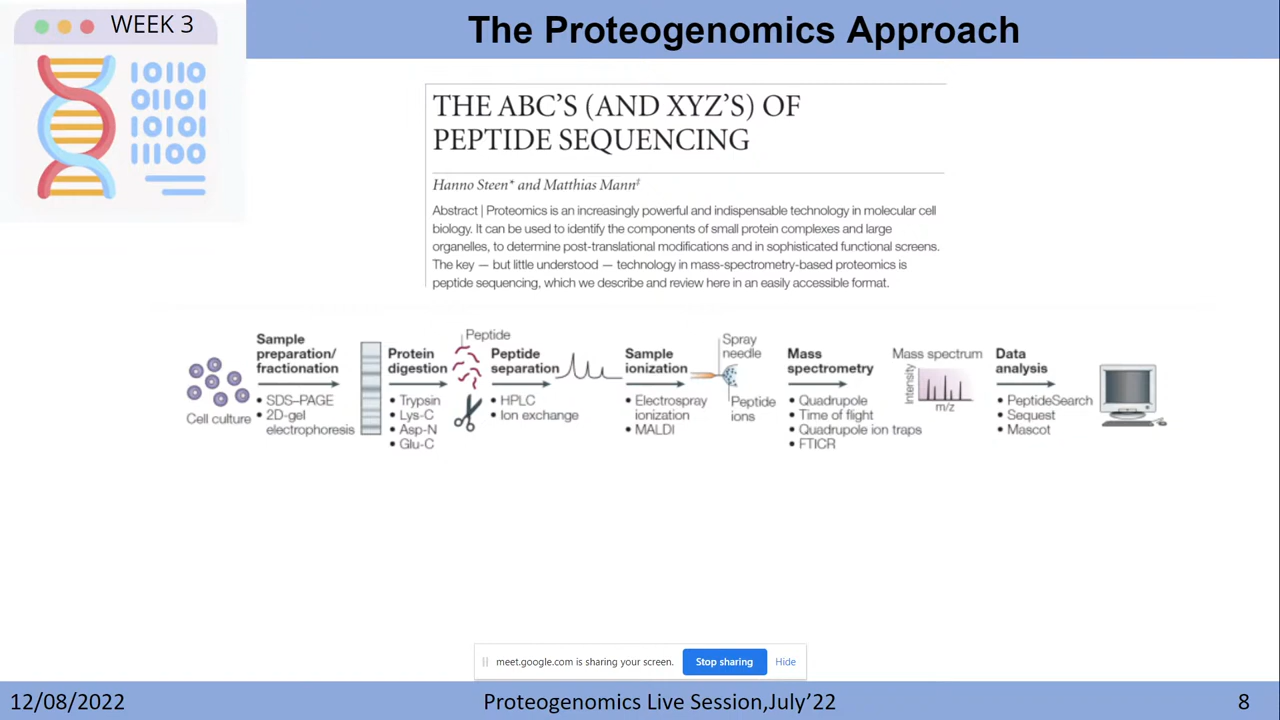 WEEK 3
The Proteogenomics Approach
10110
01101
10101
11100
THE ABC'S (AND XYZ'S) OF
PEPTIDE SEQUENCING
Hanno Steen* and Matthias Mann‡
Abstract | Proteomics is an increasingly powerful and indispensable technology in molecular cell
biology. It can be used to identify the components of small protein complexes and large
organelles, to determine post-translational modifications and in sophisticated functional screens.
The key — but little understood — technology in mass-spectrometry-based proteomics is
peptide sequencing, which we describe and review here in an easily accessible format.
Cell culture
Sample
preparation/
fractionation
• SDS–PAGE
• 2D-gel
electrophoresis
Protein
digestion
• Trypsin
• Lys-C
• Asp-N
• Glu-C
Peptide
Peptide
separation
• HPLC
• Ion exchange
Sample
ionization
• Electrospray
ionization
• MALDI
Spray
needle
Peptide
ions
Mass
spectrometry
• Quadrupole
• Time of flight
• Quadrupole ion traps
• FTICR
Mass spectrum
Intensity
m/z
Data
analysis
• PeptideSearch
• Sequest
• Mascot
meet.google.com is sharing your screen.
Stop sharing
Hide
12/08/2022
Proteogenomics Live Session,July'22
8